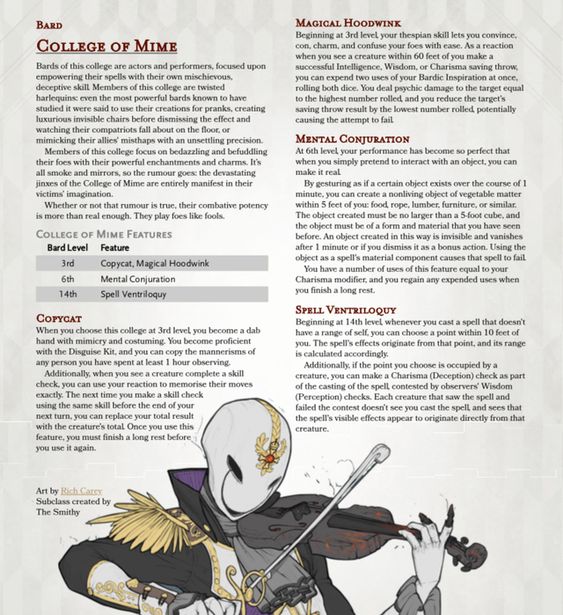 Bard
College of Mime
Bards of this college are actors and performers, focused upon
empowering their spells with their own mischievous,
deceptive skill. Members of this college are twisted
harlequins: even the most powerful bards known to have
studied it were said to use their creations for pranks, creating
luxurious invisible chairs before dismissing the effect and
watching their compatriots fall about on the floor, or
mimicking their allies' mishaps with an unsettling precision.
Members of this college focus on bedazzling and befuddling
their foes with their powerful enchantments and charms. It's
all smoke and mirrors, so the rumour goes: the devastating
jinxes of the College of Mime are entirely manifest in their
victims' imagination.
Whether or not that rumour is true, their combative potency
is more than real enough. They play foes like fools.
College of Mime Features
Bard Level Feature
3rd Copycat, Magical Hoodwink
6th Mental Conjuration
14th Spell Ventriloquy
Copycat
When you choose this college at 3rd level, you become a dab
hand with mimicry and costuming. You become proficient
with the Disguise Kit, and you can copy the mannerisms of
any person you have spent at least 1 hour observing.
Additionally, when you see a creature complete a skill
check, you can use your reaction to memorise their moves
exactly. The next time you make a skill check
using the same skill before the end of your
next turn, you can replace your total result
with the creature's total. Once you use this
feature, you must finish a long rest before
you use it again.
Art by Rich Carey
Subclass created by
The Smithy
Magical Hoodwink
Beginning at 3rd level, your thespian skill lets you convince,
con, charm, and confuse your foes with ease. As a reaction
when you see a creature within 60 feet of you make a
successful Intelligence, Wisdom, or Charisma saving throw,
you can expend two uses of your Bardic Inspiration at once,
rolling both dice. You deal psychic damage to the target equal
to the highest number rolled, and you reduce the target's
saving throw result by the lowest number rolled, potentially
causing the attempt to fail.
Mental Conjuration
At 6th level, your performance has become so perfect that
when you simply pretend to interact with an object, you can
make it real.
By gesturing as if a certain object exists over the course of 1
minute, you can create a nonliving object of vegetable matter
within 5 feet of you: food, rope, lumber, furniture, or similar.
The object created must be no larger than a 5-foot cube, and
the object must be of a form and material that you have seen
before. An object created in this way is invisible and vanishes
after 1 minute or if you dismiss it as a bonus action. Using the
object as a spell's material component causes that spell to fail.
You have a number of uses of this feature equal to your
Charisma modifier, and you regain any expended uses when
you finish a long rest.
Spell Ventriloquy
Beginning at 14th level, whenever you cast a spell that doesn't
have a range of self, you can choose a point within 10 feet of
you. The spell's effects originate from that point, and its range
is calculated accordingly.
Additionally, if the point you choose is occupied by a
creature, you can make a Charisma (Deception) check as part
of the casting of the spell, contested by observers' Wisdom
(Perception) checks. Each creature that saw the spell and
failed the contest doesn't see you cast the spell, and sees that
the spell's visible effects appear to originate directly from that
creature.